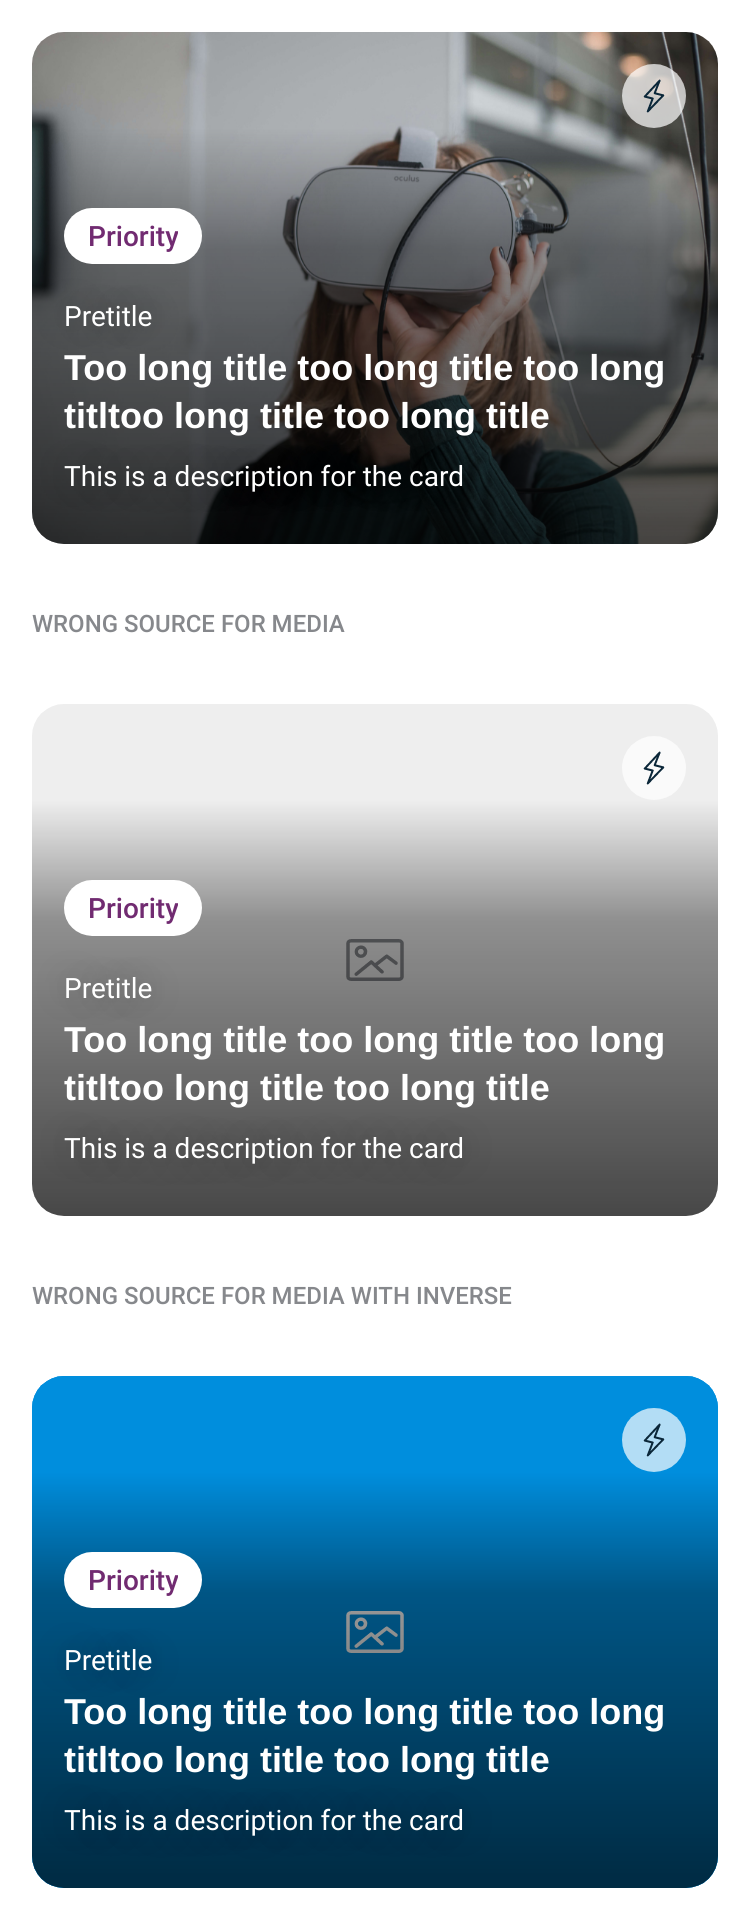 oculus
Priority
Pretitle
Too long title too long title too long
titltoo long title too long title
This is a description for the card
WRONG SOURCE FOR MEDIA
Priority
Pretitle
Too long title too long title too long
titltoo long title too long title
This is a description for the card
WRONG SOURCE FOR MEDIA WITH INVERSE
Priority
Pretitle
Too long title too long title too long
titltoo long title too long title
This is a description for the card